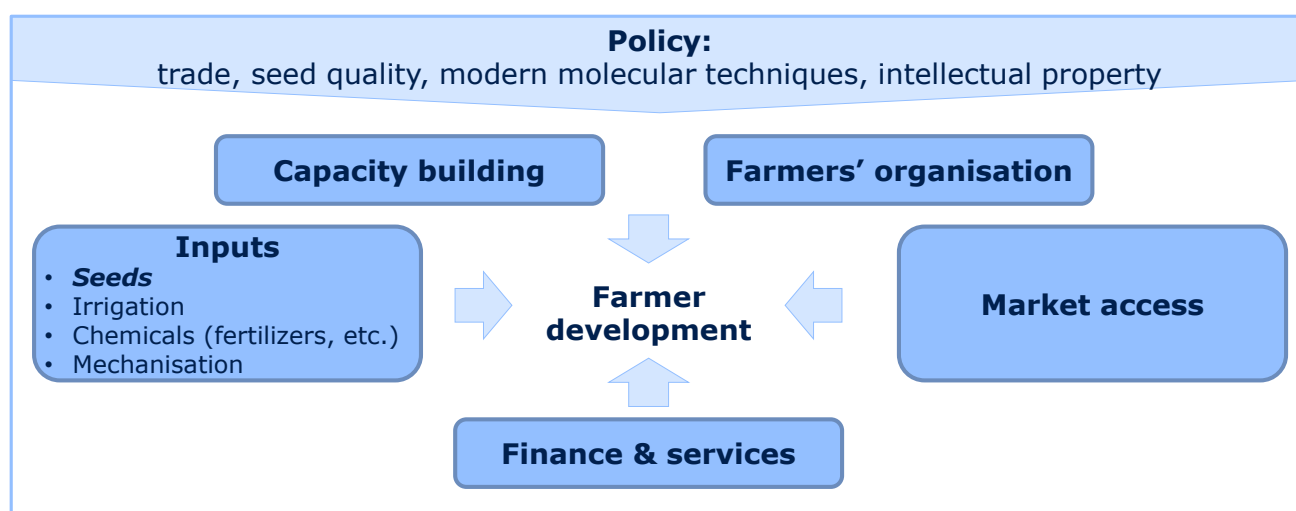 Policy:
trade, seed quality, modern molecular techniques, intellectual property
Capacity building
Farmers’ organisation
Inputs
• Seeds
• Irrigation
• Chemicals (fertilizers, etc.)
• Mechanisation
Farmer
development
Market access
Finance & services